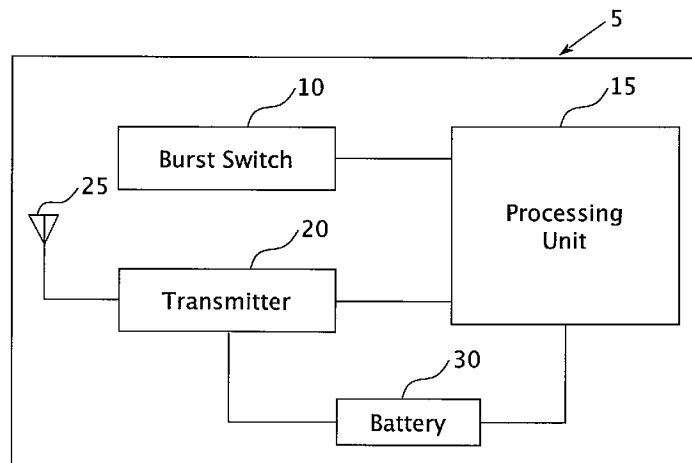 5
10
15
Burst Switch
25
Processing
Unit
20
Transmitter
30
Battery